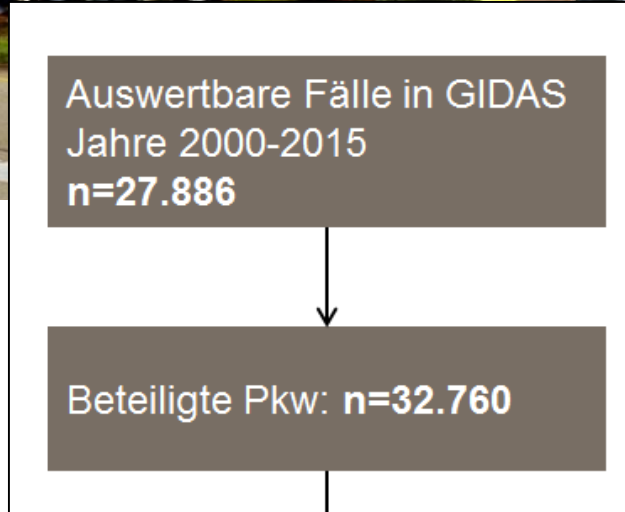 Auswertbare Fälle in GIDAS
Jahre 2000-2015
n=27.886
Beteiligte Pkw: n=32.760